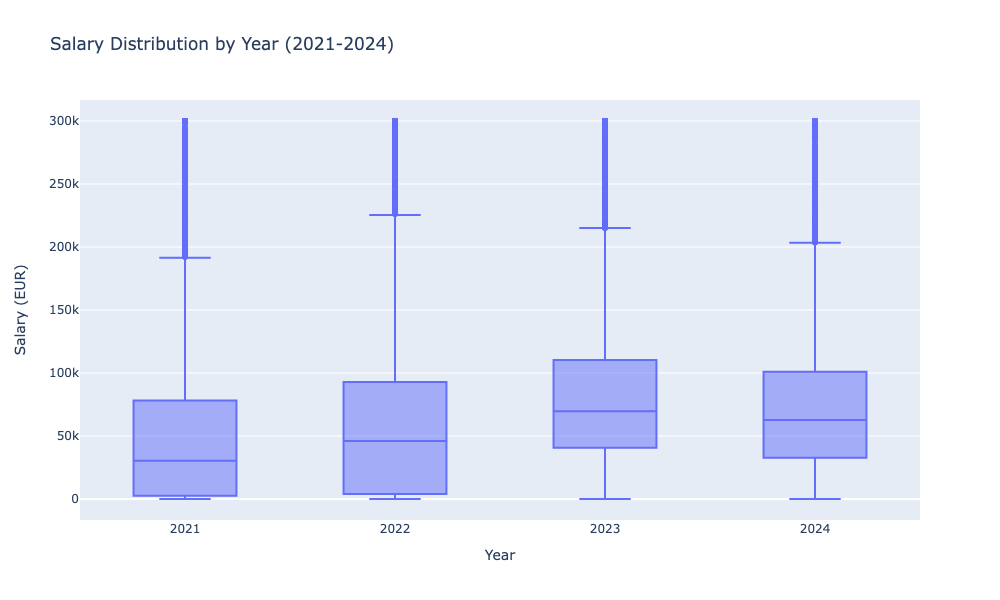 Salary Distribution by Year (2021-2024)
300k
250k
200k
150k
100k
50k
0
Salary (EUR)
2021 2022 2023 2024
Year